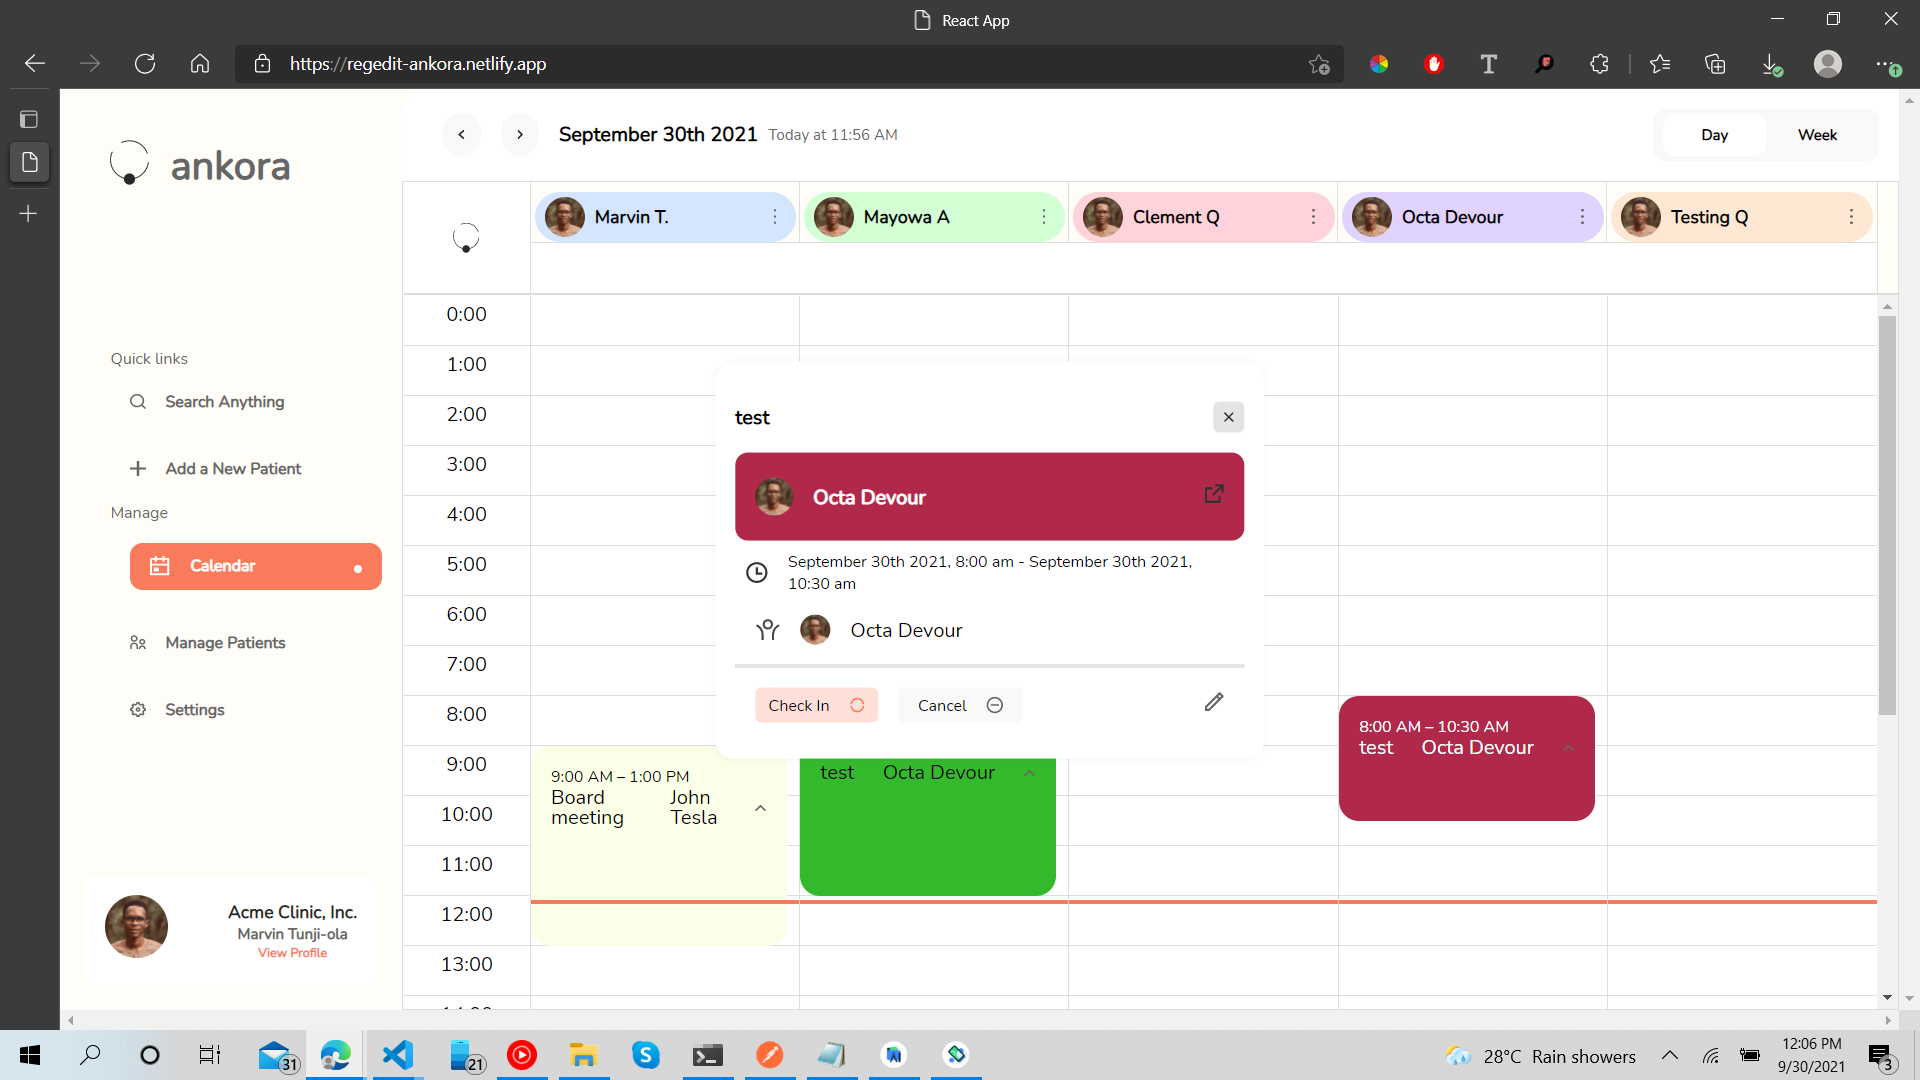 React App
https://regedit-ankora.netlify.app
ankora
September 30th 2021 Today at 11:56 AM
Day
Week
Marvin T.
Mayowa A
Clement Q
Octa Devour
Testing Q
Quick links
Search Anything
Add a New Patient
Manage
Calendar
Manage Patients
Settings
Acme Clinic, Inc.
Marvin Tunji-ola
View Profile
0:00
1:00
2:00
3:00
4:00
5:00
6:00
7:00
8:00
9:00
10:00
11:00
12:00
13:00
test
Octa Devour
September 30th 2021, 8:00 am - September 30th 2021,
10:30 am
Octa Devour
Check In
Cancel
9:00 AM – 1:00 PM
Board meeting
John Tesla
test Octa Devour
8:00 AM – 10:30 AM
test Octa Devour
31
21
28°C Rain showers
12:06 PM
9/30/2021
3